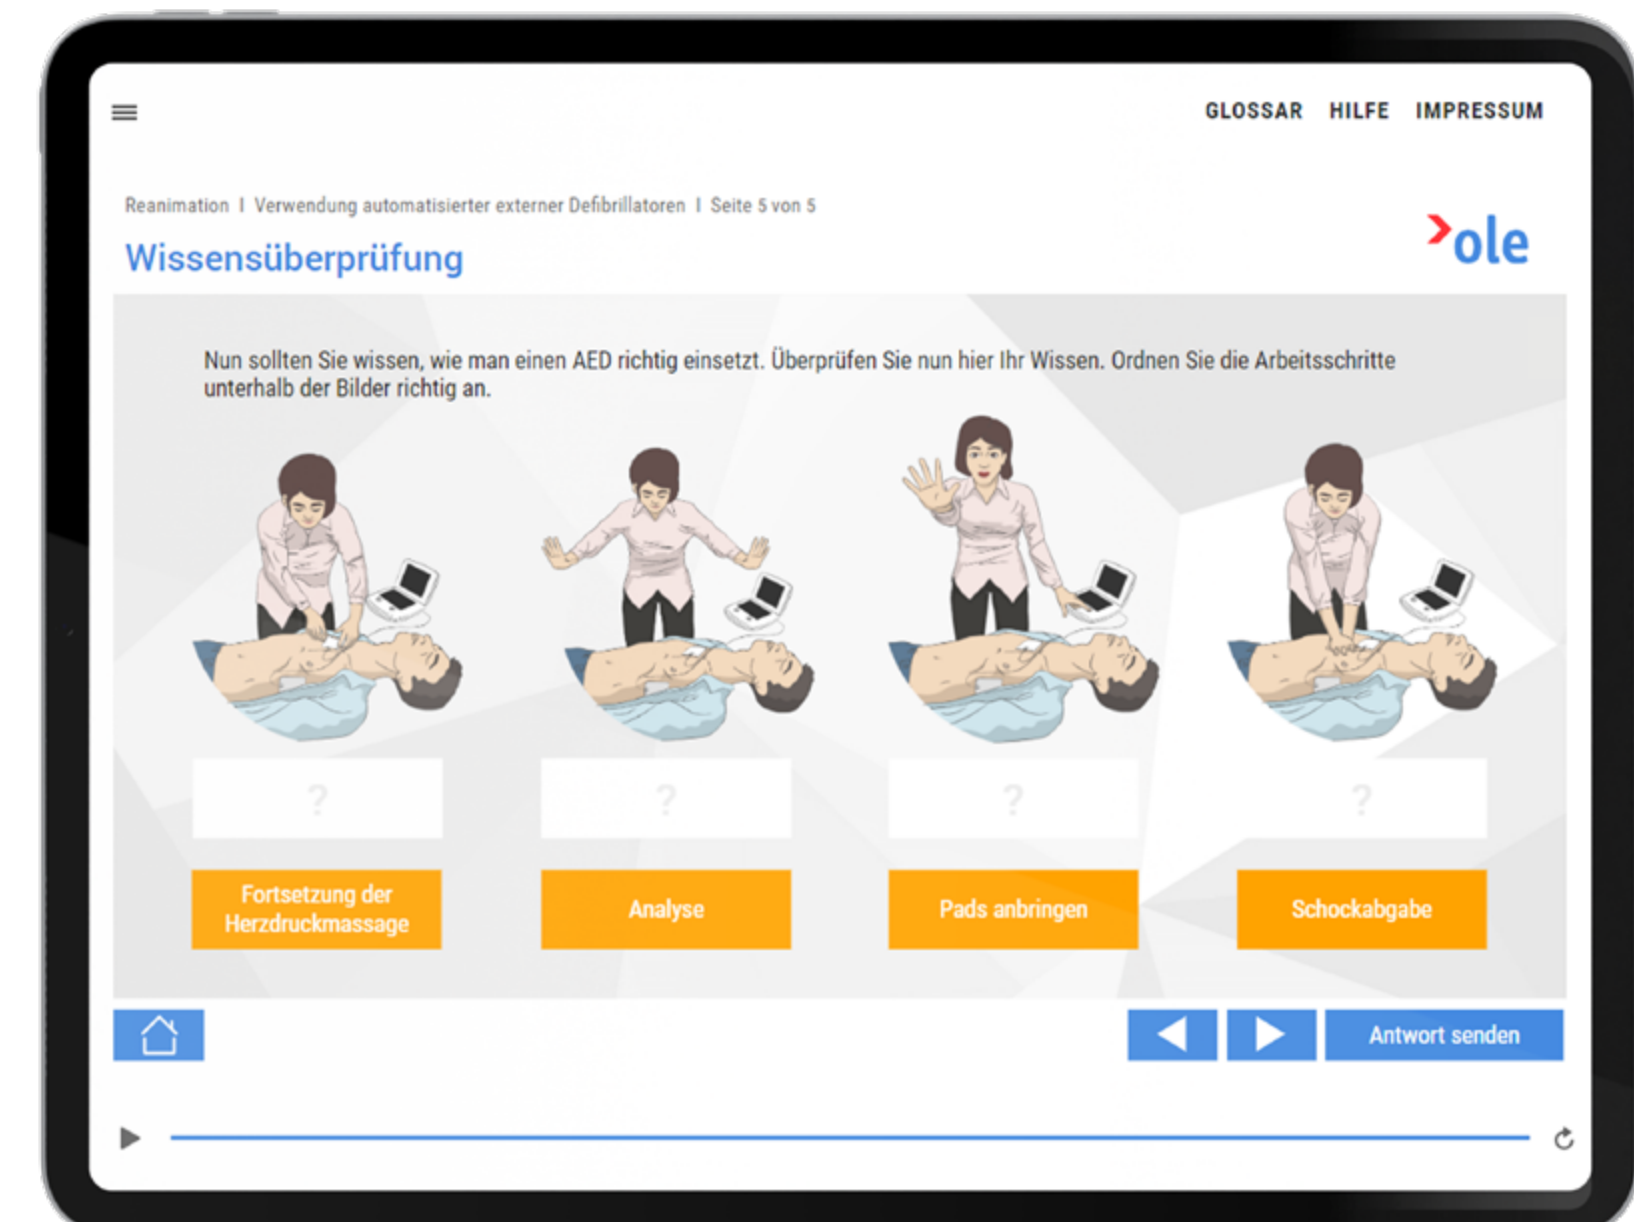 GLOSSAR HILFE IMPRESSUM
Reanimation I Verwendung automatisierter externer Defibrillatoren I Seite 5 von 5
Wissensüberprüfung
ole
Nun sollten Sie wissen, wie man einen AED richtig einsetzt. Überprüfen Sie nun hier Ihr Wissen. Ordnen Sie die Arbeitsschritte
unterhalb der Bilder richtig an.
? ? ? ?
Fortsetzung der
Herzdruckmassage
Analyse
Pads anbringen
Schockabgabe
Antwort senden